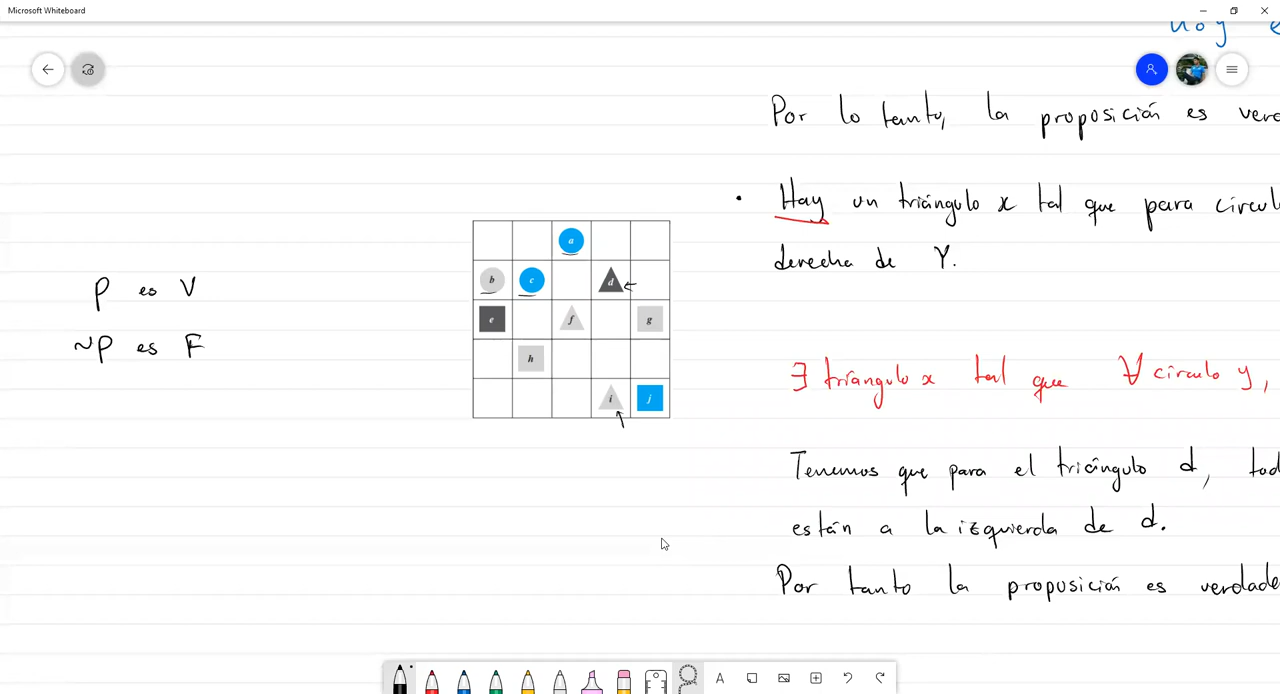 Microsoft Whiteboard
hoy e
Por lo tanto, la proposición es verd
• Hay un triángulo x tal que para circul
derecha de Y.
P es V
~P es F
a
b c d
e f g
h
i j
∃ triángulo x tal que ∀ circulo y,
Tenemos que para el triángulo d, tod
están a la izquierda de d.
Por tanto la proposición es verdade
A